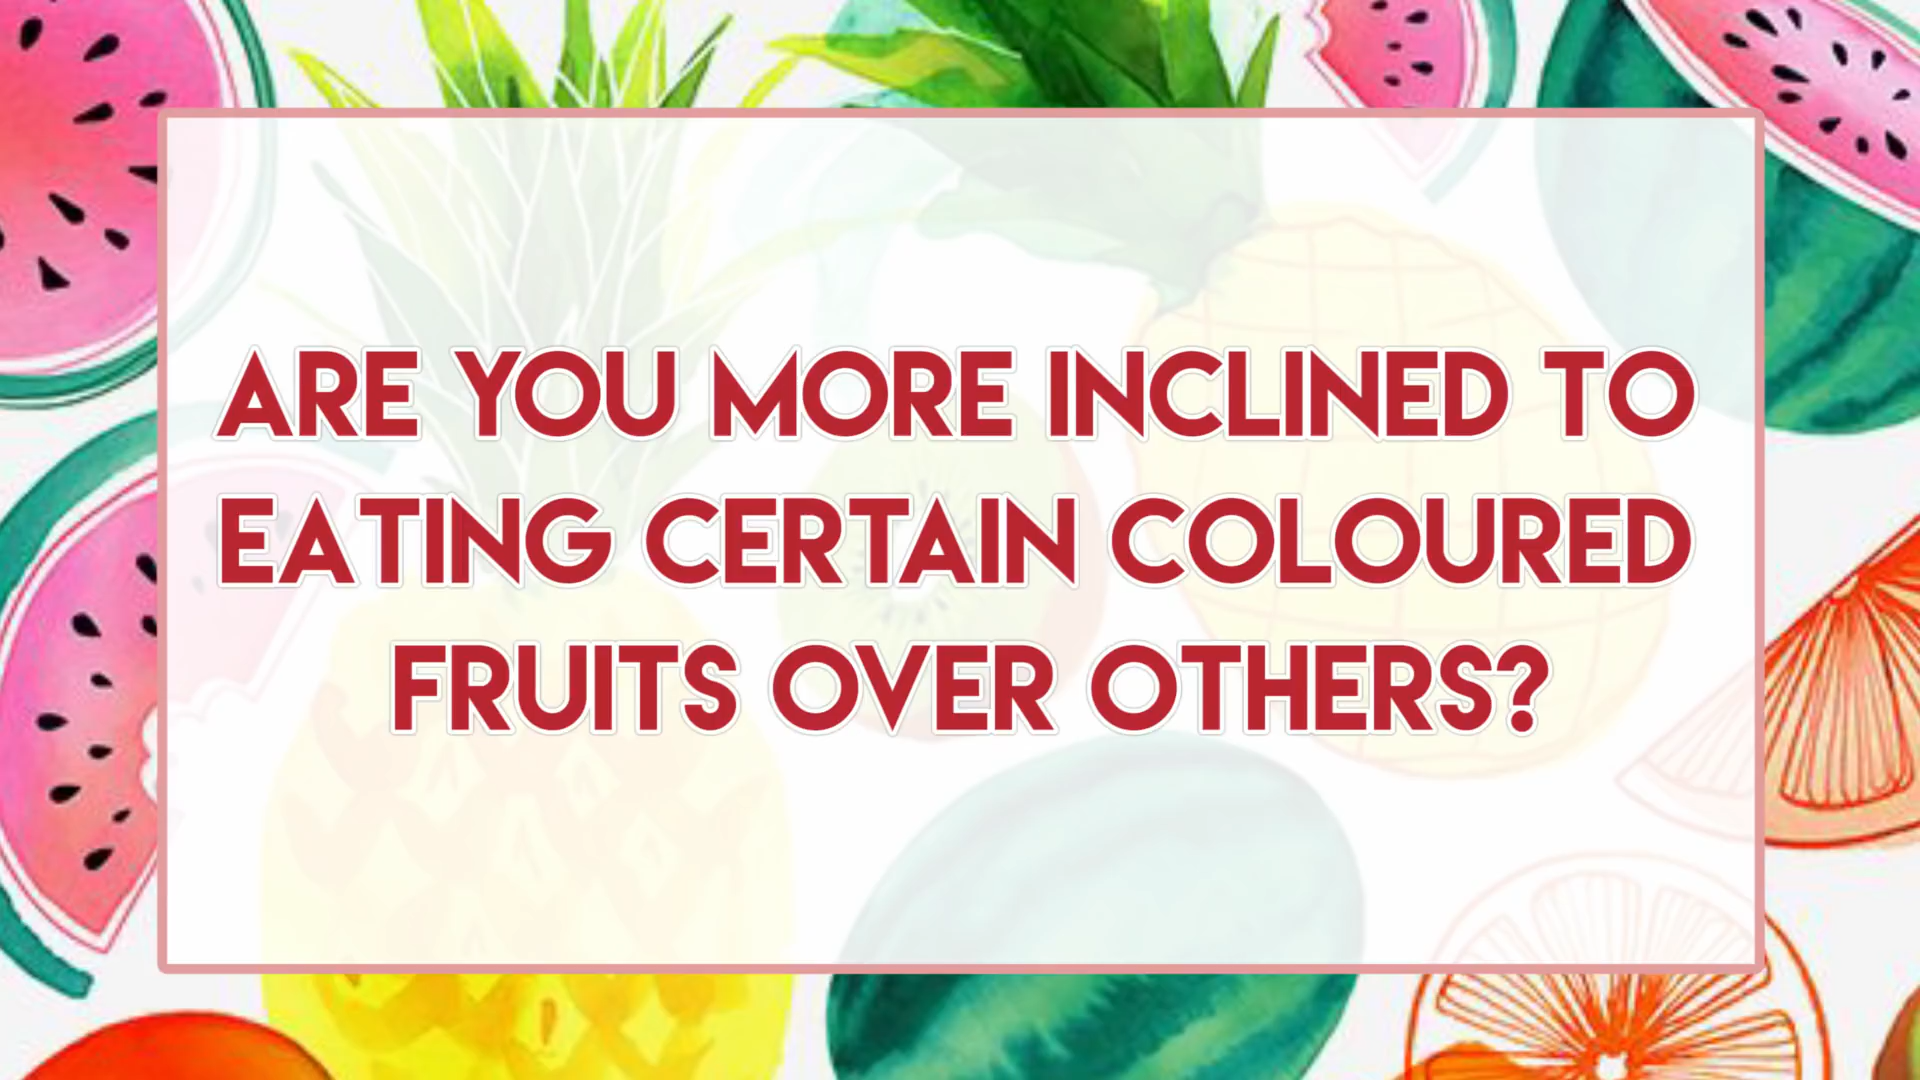 ARE YOU MORE INCLINED TO
EATING CERTAIN COLOURED
FRUITS OVER OTHERS?